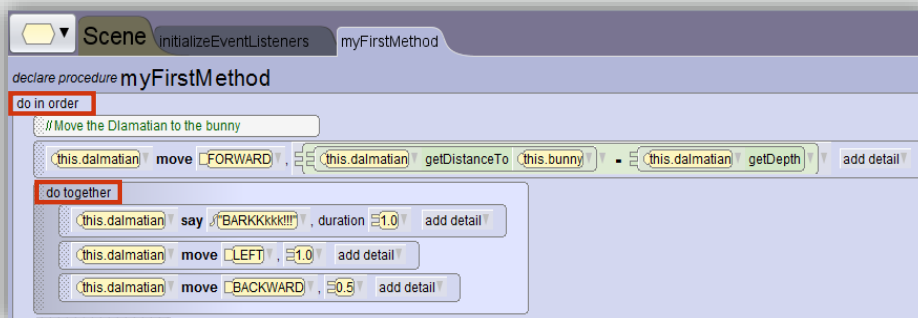 Scene initializeEventListeners myFirstMethod
declare procedure myFirstMethod
do in order
//Move the Dlamatian to the bunny
this.dalmatian move FORWARD , this.dalmatian getDistanceTo this.bunny - this.dalmatian getDepth add detail
do together
this.dalmatian say "BARKKkkk!!!" , duration 1.0 add detail
this.dalmatian move LEFT , 1.0 add detail
this.dalmatian move BACKWARD , 0.5 add detail